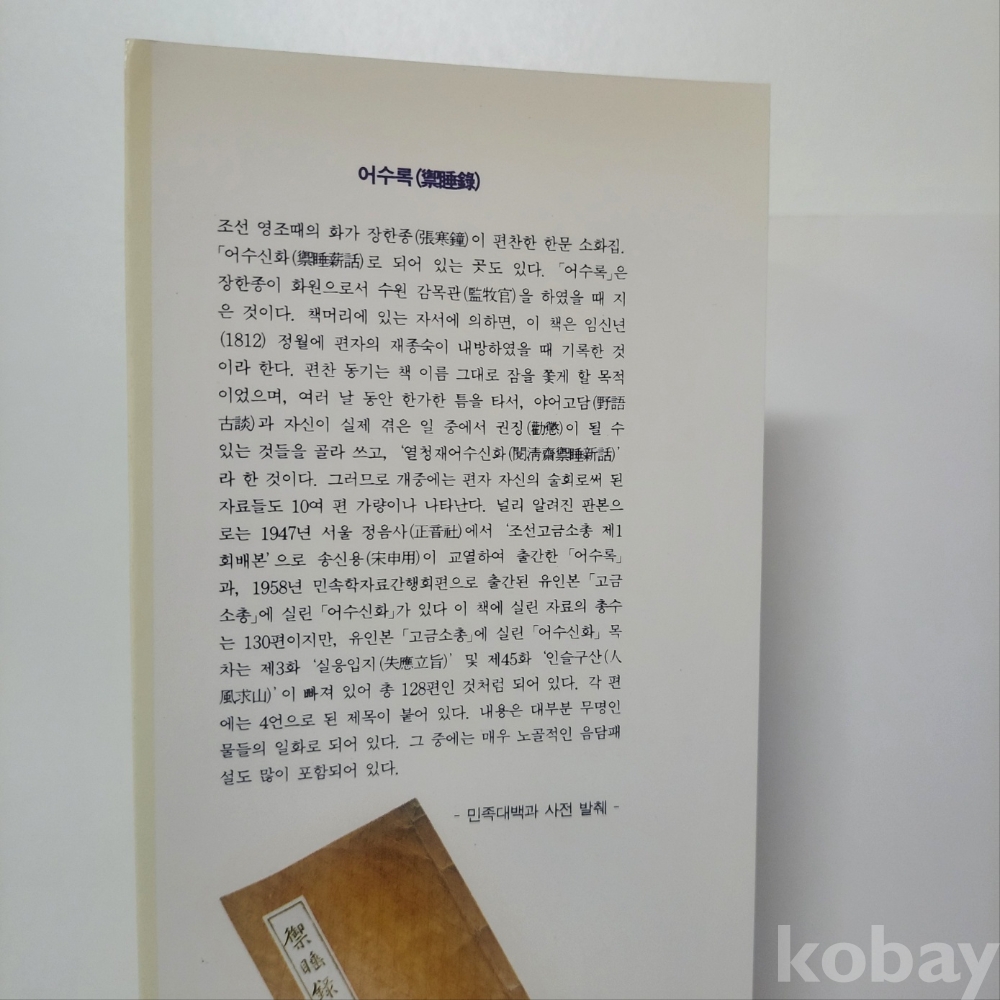 어수록(禦睡錄)
조선 영조때의 화가 장한종(張寒鐘)이 편찬한 한문 소화집.
「어수신화(禦睡薪話)로 되어 있는 곳도 있다. 「어수록」은
장한종이 화원으로서 수원 감목관(監牧官)을 하였을 때 지
은 것이다. 책머리에 있는 자서에 의하면, 이 책은 임신년
(1812) 정월에 편자의 재종숙이 내방하였을 때 기록한 것
이라 한다. 편찬 동기는 책 이름 그대로 잠을 쫓게 할 목적
이었으며, 여러 날 동안 한가한 틈을 타서, 야어고담(野語
古談)과 자신이 실제 겪은 일 중에서 권징(勸懲)이 될 수
있는 것들을 골라 쓰고, ‘열청재어수신화(閱淸齋禦睡新話)’
라 한 것이다. 그러므로 개중에는 편자 자신의 술회로써 된
자료들도 10여 편 가량이나 나타난다. 널리 알려진 판본으
로는 1947년 서울 정음사(正音社)에서 ‘조선고금소총 제1
회배본’으로 송신용(宋申用)이 교열하여 출간한 「어수록」
과, 1958년 민속학자료간행회편으로 출간된 유인본 「고금
소총」에 실린 「어수신화」가 있다 이 책에 실린 자료의 총수
는 130편이지만, 유인본 「고금소총」에 실린 「어수신화」 목
차는 제3화 ‘실응입지(失應立旨)’ 및 제45화 ‘인슬구산(人
風求山)’이 빠져 있어 총 128편인 것처럼 되어 있다. 각 편
에는 4언으로 된 제목이 붙어 있다. 내용은 대부분 무명인
물들의 일화로 되어 있다. 그 중에는 매우 노골적인 음담패
설도 많이 포함되어 있다.
- 민족대백과 사전 발췌 -
禦睡錄
kobay